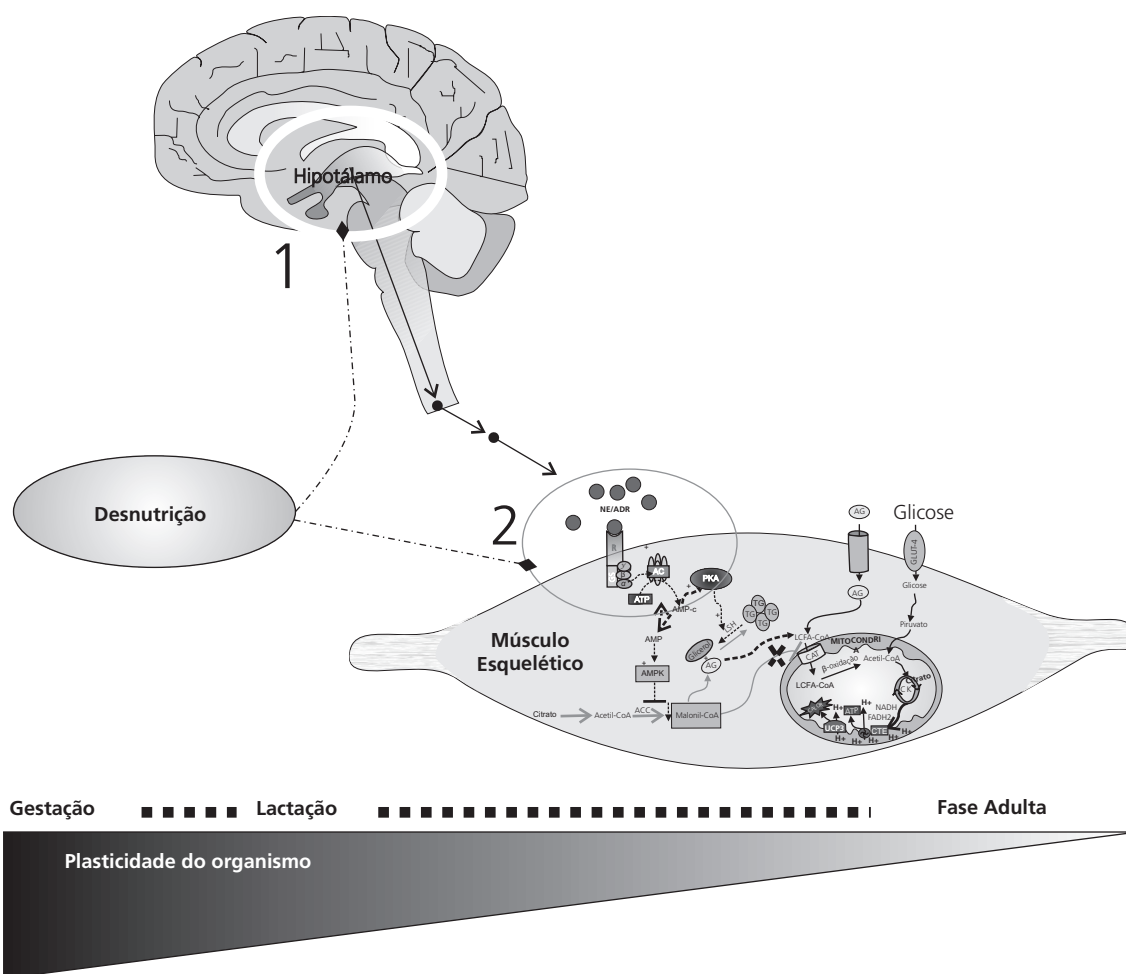 Hipotálamo
1
Desnutrição
2
NE/ADR
AG
Glicose
GLUT-4
γ
β
α
AC
PKA
ATP
AMP-c
+
+
+
AG
Glicose
TG
TG
TG
TG
LSH
Piruvato
Músculo
Esquelético
AMP
Glicerol
AG
LCFA-CoA
MITOCONDRI
A
CAT
β-oxidação
Acetil-CoA
+
AMPK
LCFA-CoA
Citrato
CK
Citrato
Acetil-CoA
ACC
Malonil-CoA
NADH
FADH2
H+
ATP
H+
UCP3
CTE
H+
H+
H+
H+
H+
H+
Gestação
Lactação
Fase Adulta
Plasticidade do organismo